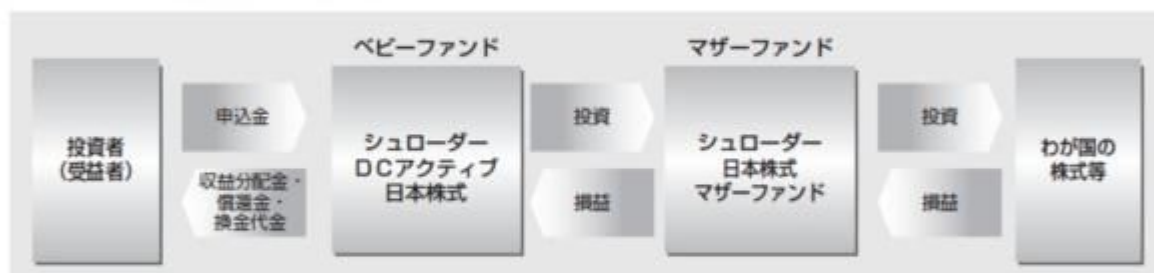 ベビーファンド
マザーファンド
投資者
（受益者）
申込金
収益分配金・
償還金・
換金代金
シュローダー
ＤＣアクティブ
日本株式
投資
損益
シュローダー
日本株式
マザーファンド
投資
損益
わが国の
株式等